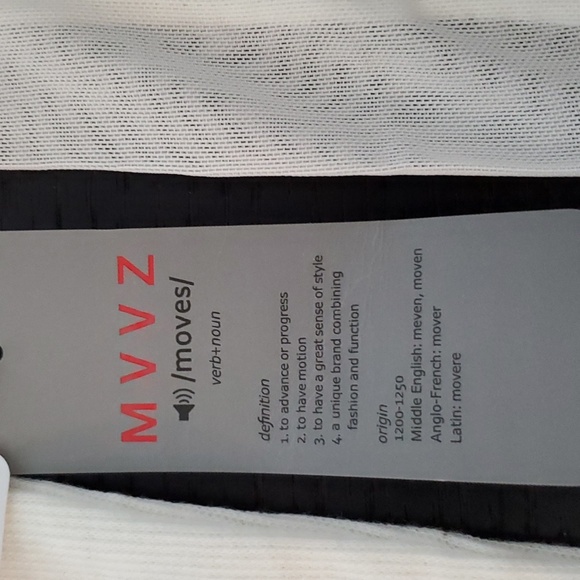 M V V Z
/moves/
verb+noun
definition
1. to advance or progress
2. to have motion
3. to have a great sense of style
4. a unique brand combining
fashion and function
origin
1200-1250
Middle English: meven, moven
Anglo-French: mover
Latin: movere